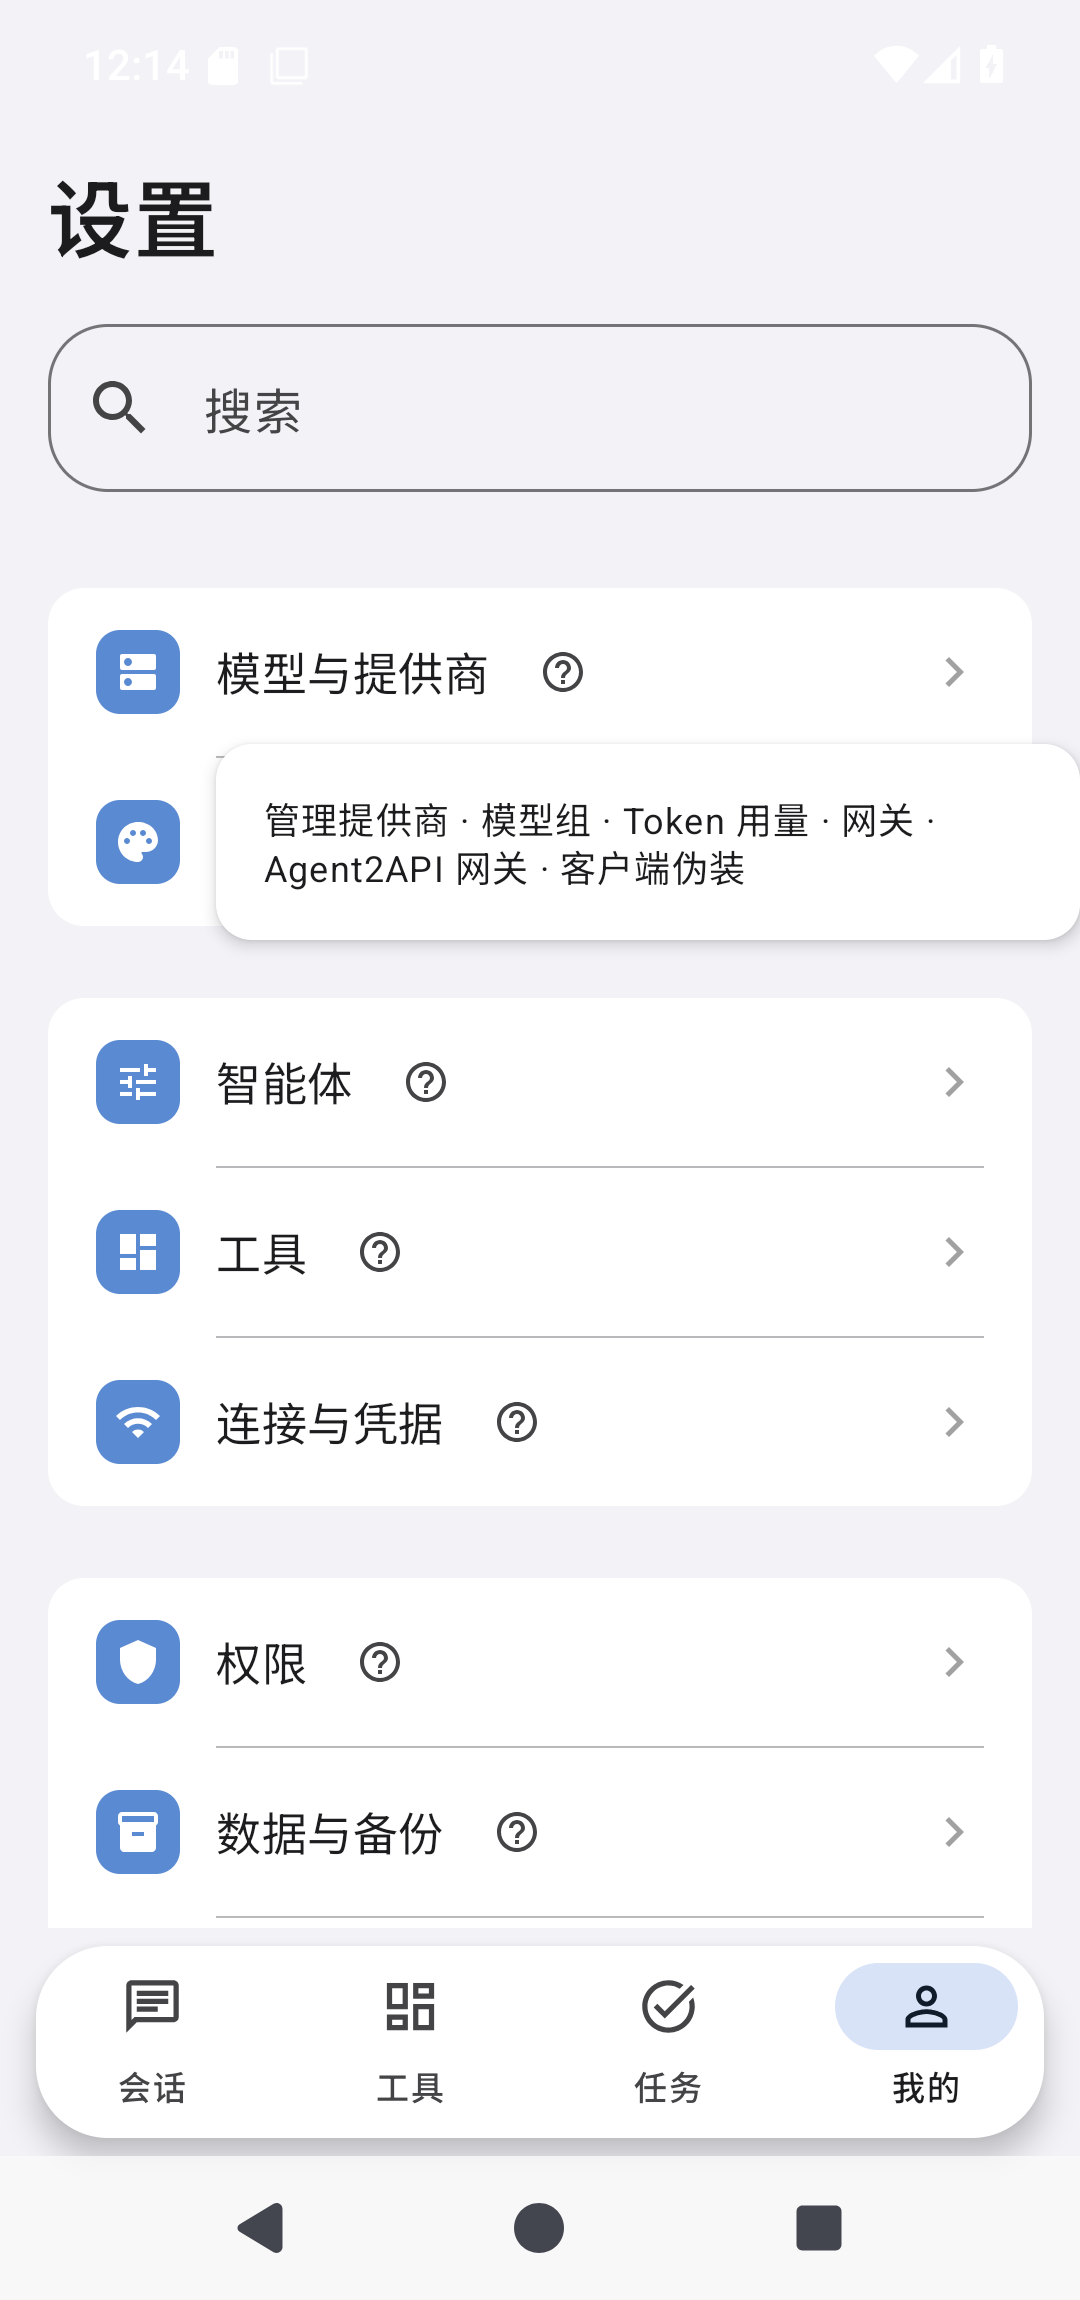 12:14
设置
搜索
模型与提供商
管理提供商 · 模型组 · Token 用量 · 网关 ·
Agent2API 网关 · 客户端伪装
智能体
工具
连接与凭据
权限
数据与备份
会话
工具
任务
我的